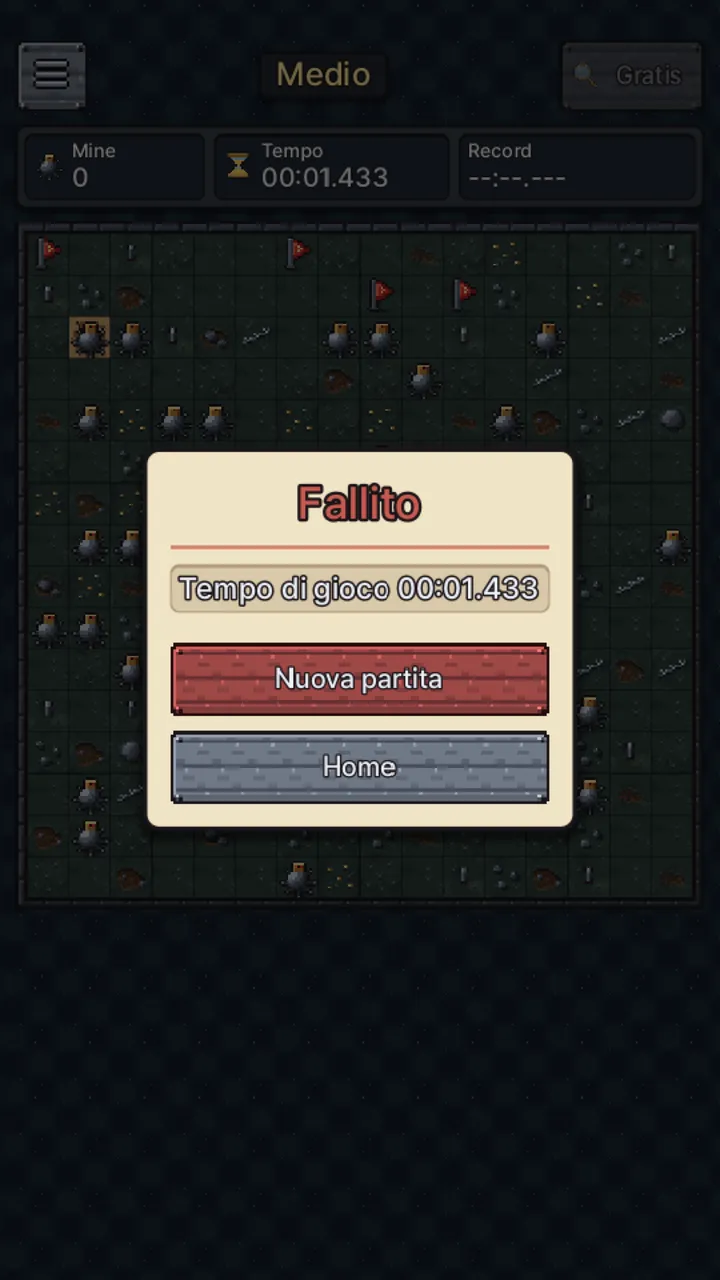 Medio
Gratis
Mine
0
Tempo
00:01.433
Record
--:--.---
Fallito
Tempo di gioco 00:01.433
Nuova partita
Home